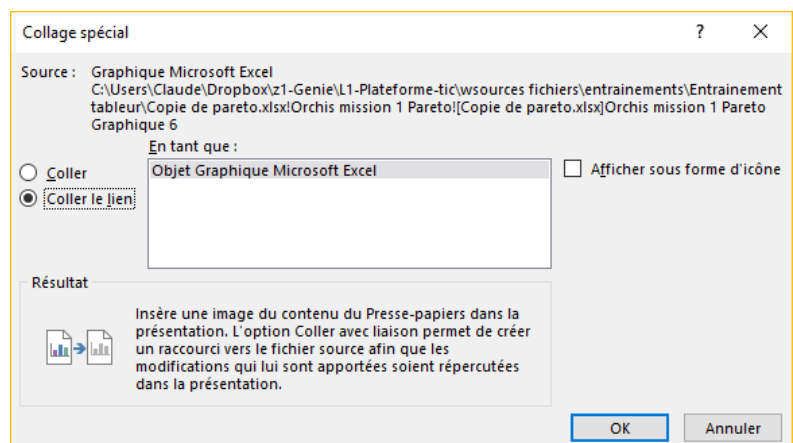 Collage spécial
Source : Graphique Microsoft Excel
C:\Users\Claude\Dropbox\z1-Genie\L1-Plateforme-tic\wsources fichiers\entrainements\Entrainement
tableur\Copie de pareto.xlsx!Orchis mission 1 Pareto![Copie de pareto.xlsx]Orchis mission 1 Pareto
Graphique 6
En tant que :
Coller
Coller le lien
Objet Graphique Microsoft Excel
Afficher sous forme d'icône
Résultat
Insère une image du contenu du Presse-papiers dans la
présentation. L'option Coller avec liaison permet de créer
un raccourci vers le fichier source afin que les
modifications qui lui sont apportées soient répercutées
dans la présentation.
OK
Annuler